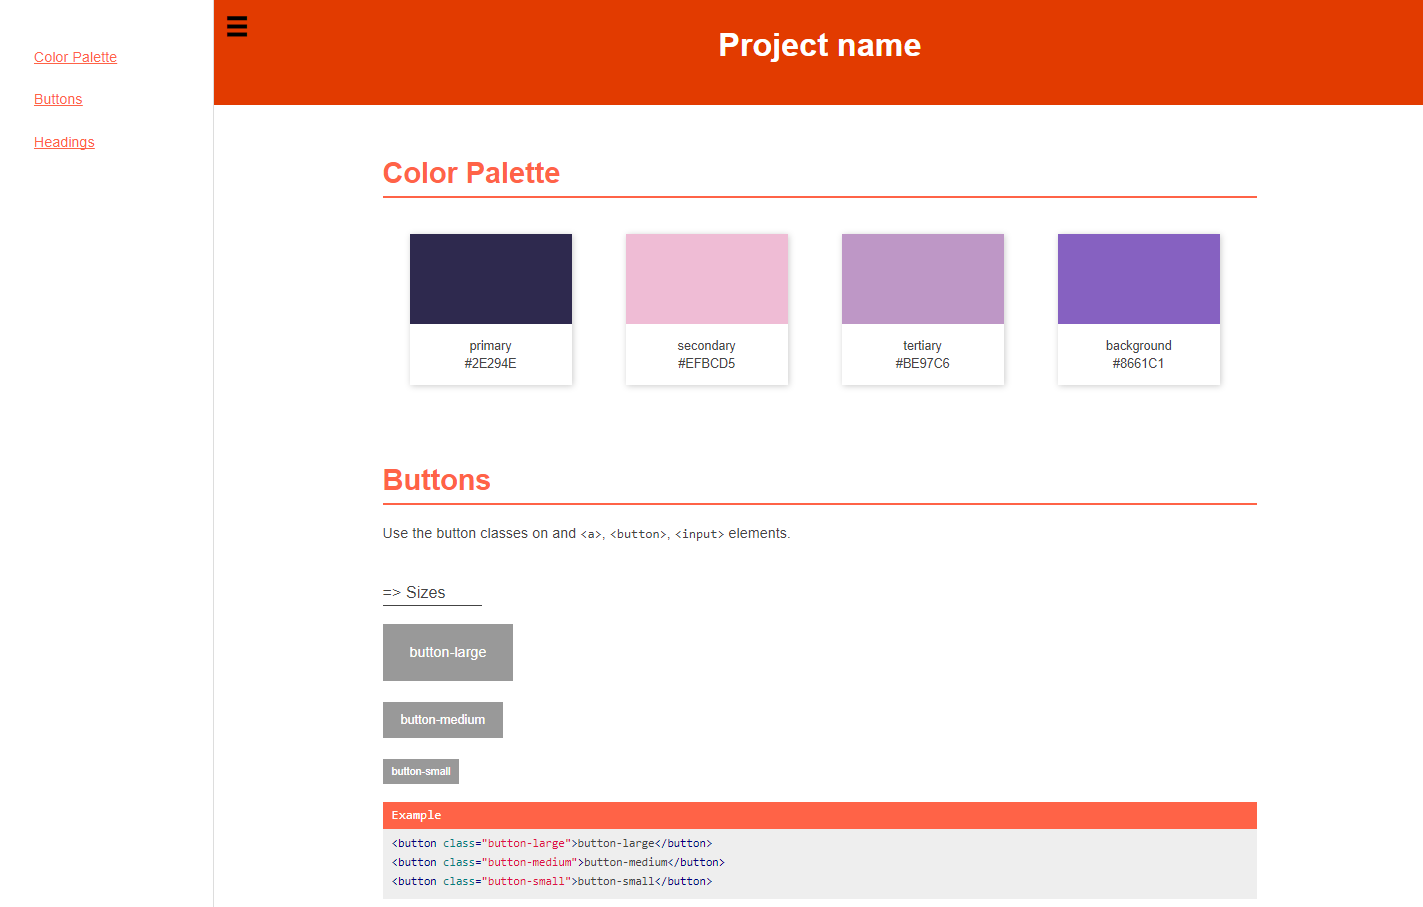 Color Palette
Buttons
Headings
Project name
Color Palette
primary
#2E294E
secondary
#EFBCD5
tertiary
#BE97C6
background
#8661C1
Buttons
Use the button classes on and <a>, <button>, <input> elements.
=> Sizes
button-large
button-medium
button-small
Example
<button class="button-large">button-large</button>
<button class="button-medium">button-medium</button>
<button class="button-small">button-small</button>